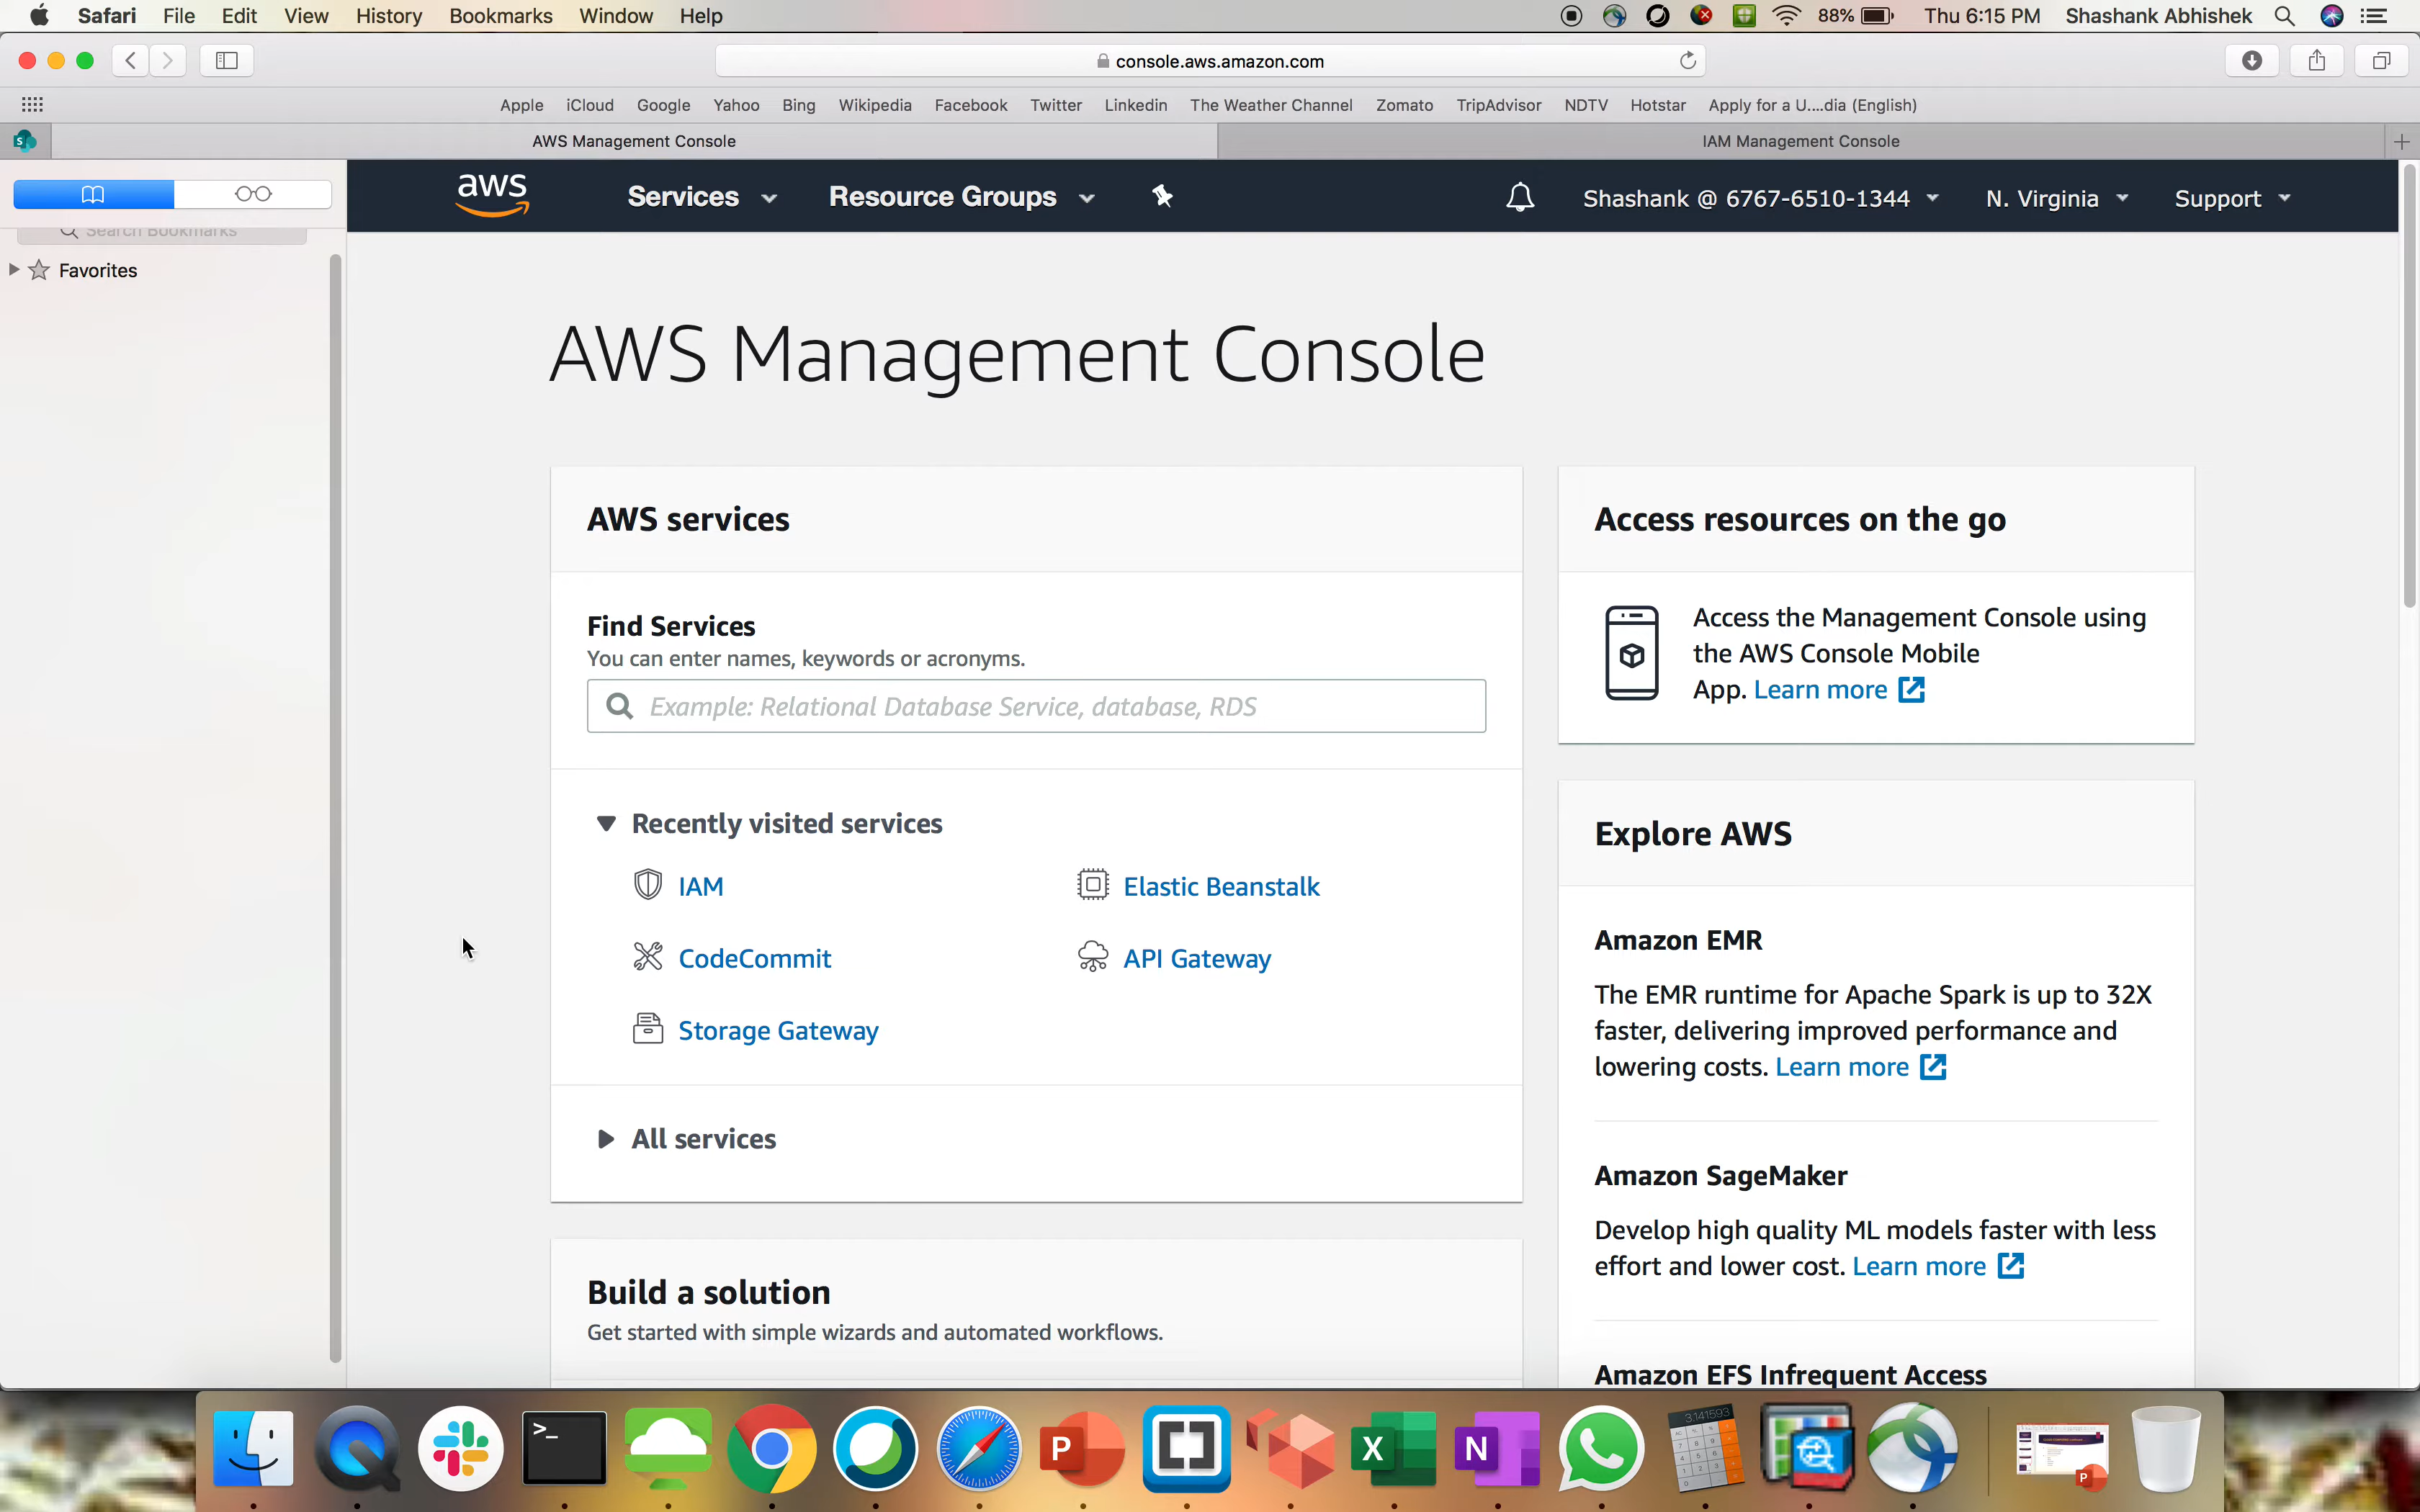 Safari File Edit View History Bookmarks Window Help 88% Thu 6:15 PM Shashank Abhishek
console.aws.amazon.com
Apple iCloud Google Yahoo Bing Wikipedia Facebook Twitter Linkedin The Weather Channel Zomato TripAdvisor NDTV Hotstar Apply for a U....dia (English)
S AWS Management Console IAM Management Console
aws Services Resource Groups Shashank @ 6767-6510-1344 N. Virginia Support
Search Bookmarks
Favorites
AWS Management Console
AWS services
Find Services
You can enter names, keywords or acronyms.
Example: Relational Database Service, database, RDS
Recently visited services
IAM
Elastic Beanstalk
CodeCommit
API Gateway
Storage Gateway
All services
Build a solution
Get started with simple wizards and automated workflows.
Access resources on the go
Access the Management Console using
the AWS Console Mobile
App. Learn more
Explore AWS
Amazon EMR
The EMR runtime for Apache Spark is up to 32X
faster, delivering improved performance and
lowering costs. Learn more
Amazon SageMaker
Develop high quality ML models faster with less
effort and lower cost. Learn more
Amazon EFS Infrequent Access
>_ P X N 3.141593 P